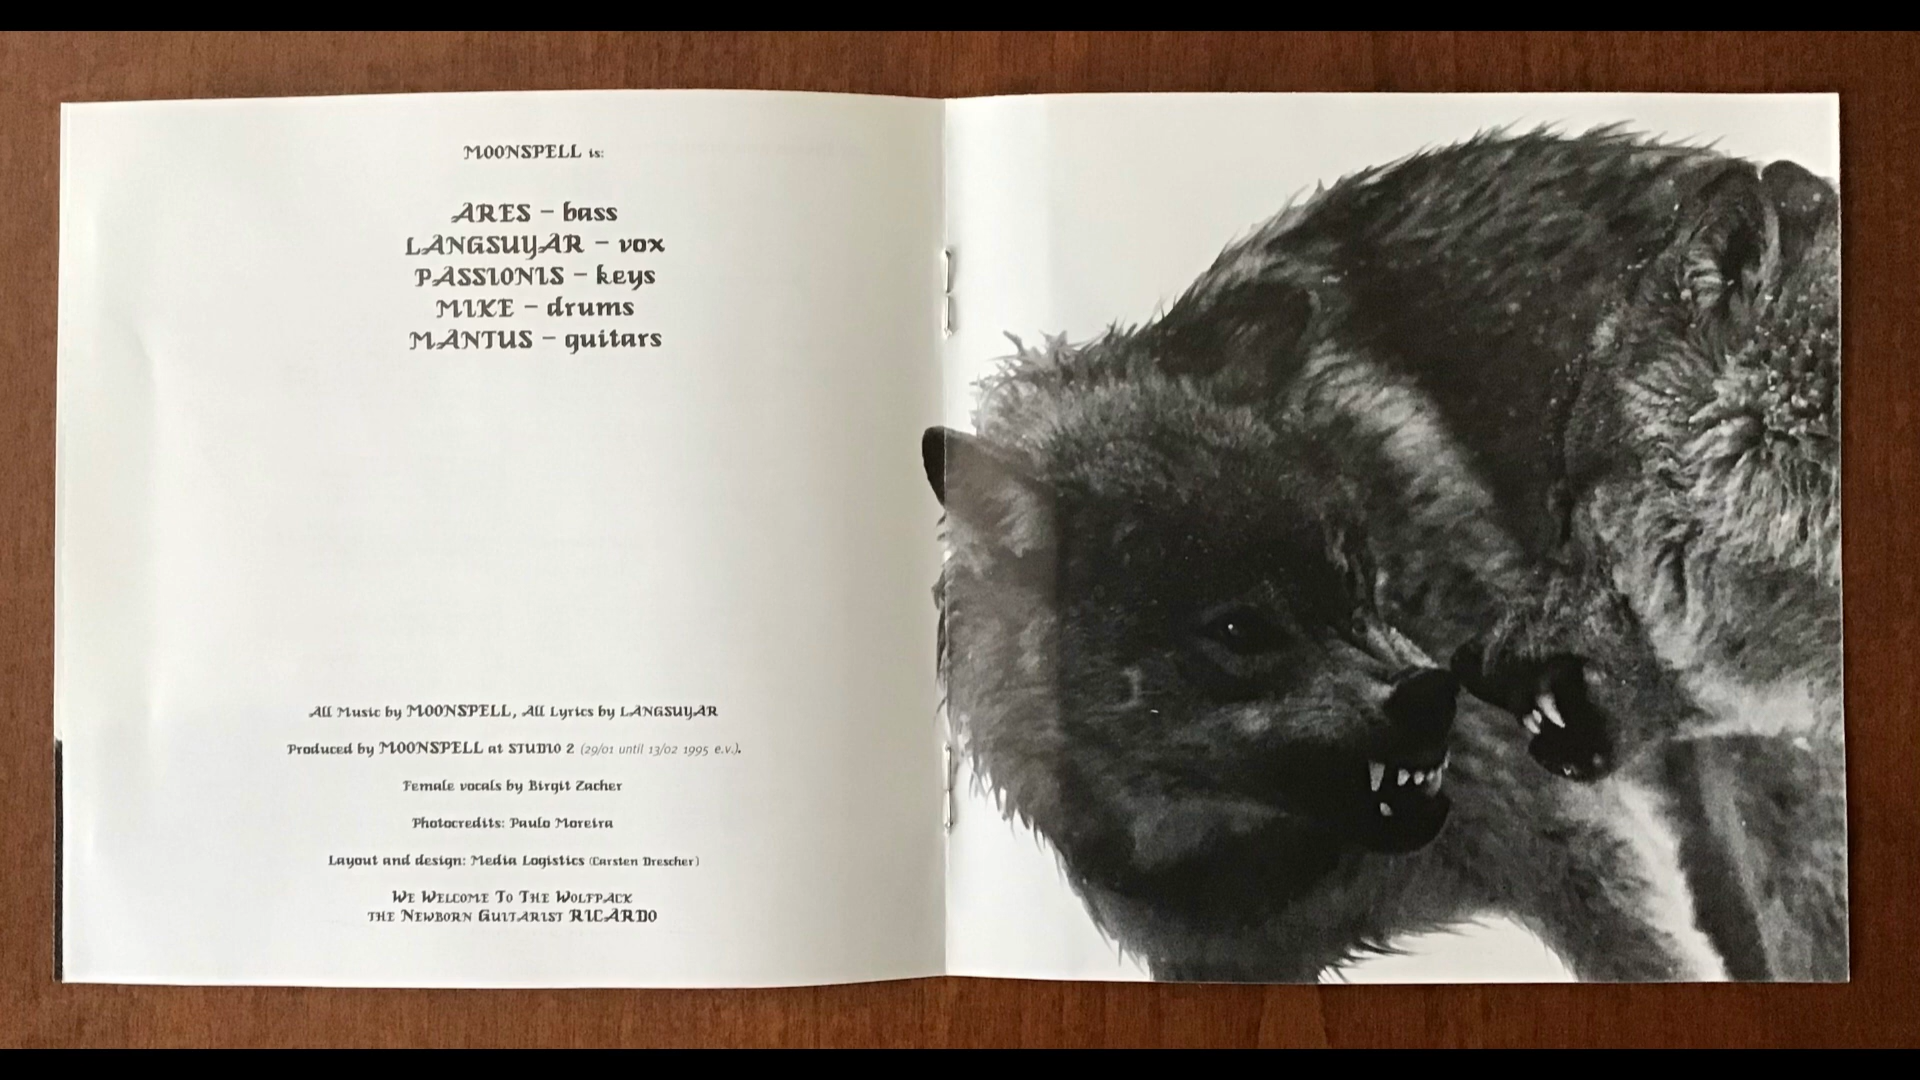 MOONSPELL is:
ARES – bass
LANGSUYAR – vox
PASSIONIS – keys
MIKE – drums
MANTUS – guitars
All Music by MOONSPELL, All Lyrics by LANGSUYAR
Produced by MOONSPELL at STUDIO 2 (29/01 until 13/02 1995 e.v.).
Female vocals by Birgit Zacher
Photocredits: Paulo Moreira
Layout and design: Media Logistics (Carsten Drescher)
WE WELCOME TO THE WOLFPACK
THE NEWBORN GUITARIST RICARDO